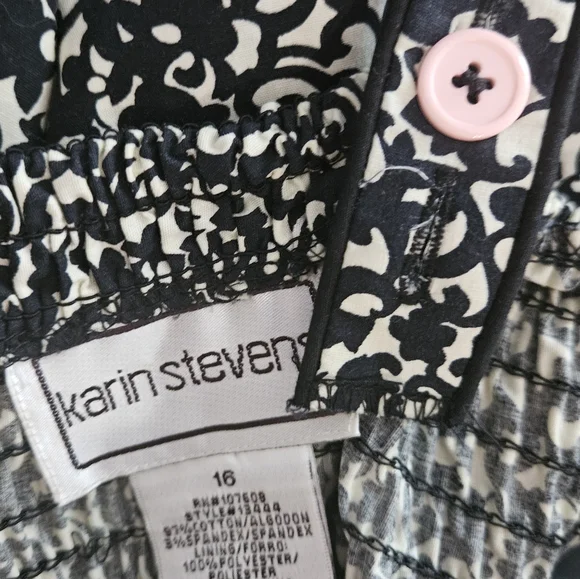 karin stevens
16
RN#107608
STYLE#13444
97%COTTON/ALGODON
3%SPANDEX/SPANDEX
LINING/FORRO:
100%POLYESTER/
POLIESTER